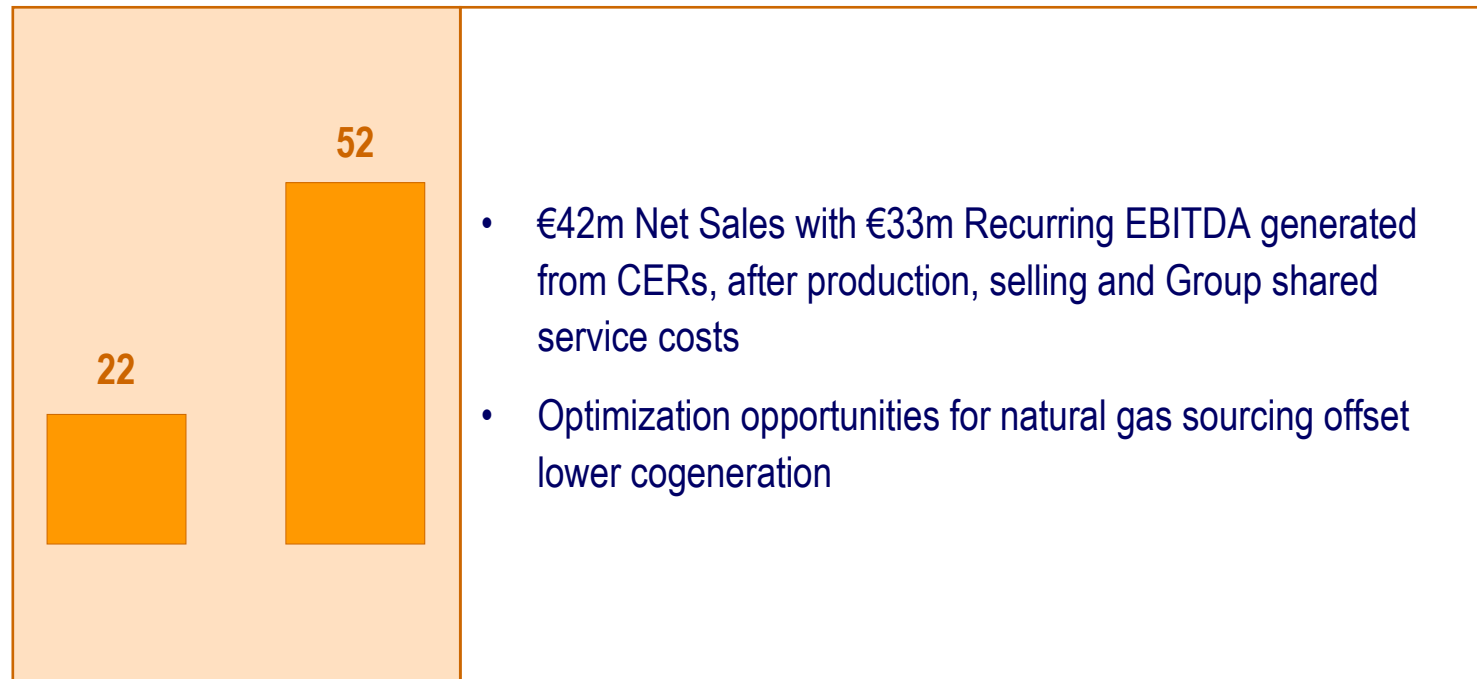 52
22
• €42m Net Sales with €33m Recurring EBITDA generated
from CERs, after production, selling and Group shared
service costs
• Optimization opportunities for natural gas sourcing offset
lower cogeneration